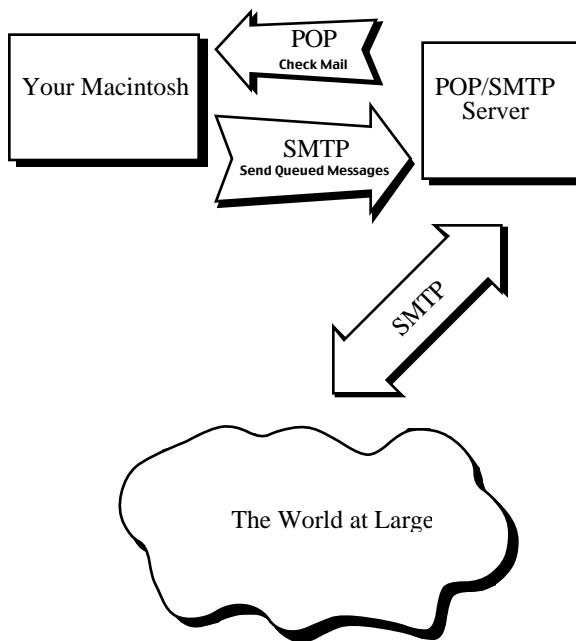 POP
Check Mail
Your Macintosh
POP/SMTP
Server
SMTP
Send Queued Messages
SMTP
The World at Large